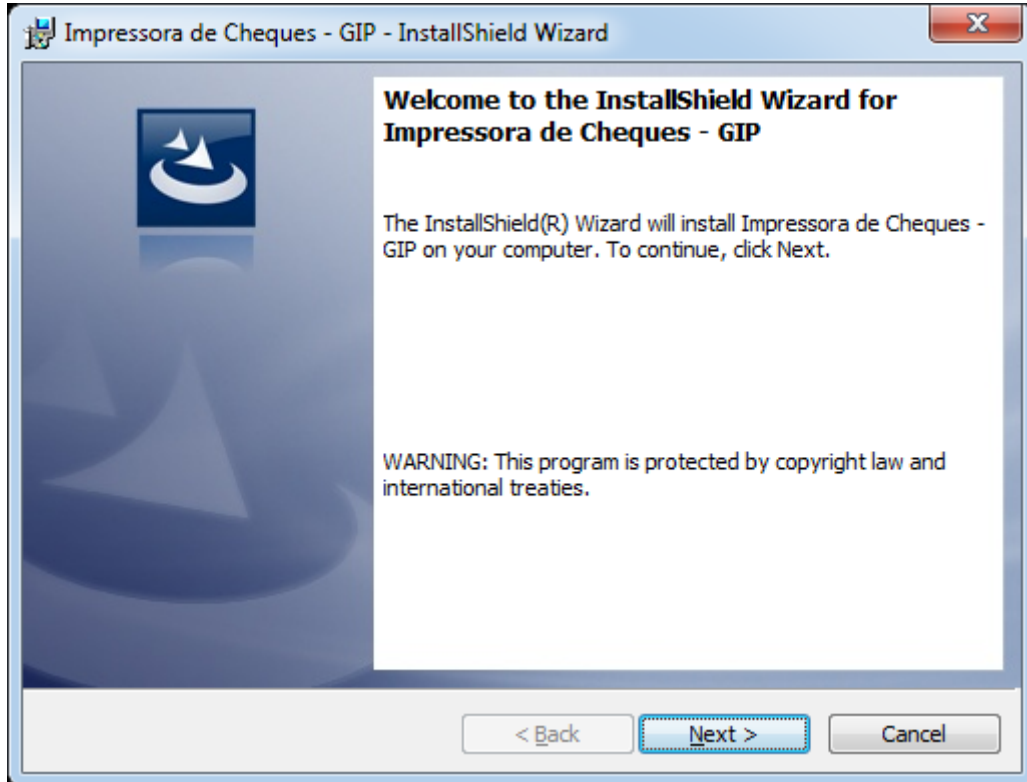 Impressora de Cheques - GIP - InstallShield Wizard
Welcome to the InstallShield Wizard for
Impressora de Cheques - GIP
The InstallShield(R) Wizard will install Impressora de Cheques -
GIP on your computer. To continue, click Next.
WARNING: This program is protected by copyright law and
international treaties.
< Back
Next >
Cancel